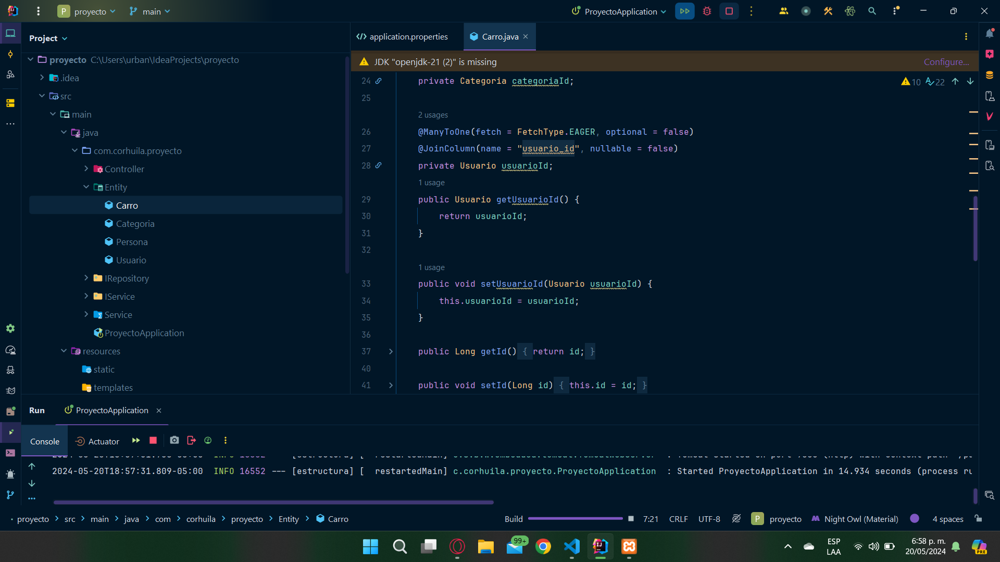 P proyecto main ProyectoApplication
Project
proyecto C:\Users\urban\IdeaProjects\proyecto
.idea
src
main
java
com.corhuila.proyecto
Controller
Entity
Carro
Categoria
Persona
Usuario
IRepository
IService
Service
ProyectoApplication
resources
static
templates
application.properties Carro.java
JDK "openjdk-21 (2)" is missing Configure...
10 22
24 private Categoria categoriaId;
25
2 usages
26 @ManyToOne(fetch = FetchType.EAGER, optional = false)
27 @JoinColumn(name = "usuario_id", nullable = false)
28 private Usuario usuarioId;
1 usage
29 public Usuario getUsuarioId() {
30 return usuarioId;
31 }
32
1 usage
33 public void setUsuarioId(Usuario usuarioId) {
34 this.usuarioId = usuarioId;
35 }
36
37 public Long getId() { return id; }
40
41 public void setId(Long id) { this.id = id; }
Run ProyectoApplication
Console Actuator
2024-05-20T18:57:31.809-05:00 INFO 16552 --- [estructura] [ restartedMain] c.corhuila.proyecto.ProyectoApplication : Started ProyectoApplication in 14.934 seconds (process ru
proyecto > src > main > java > com > corhuila > proyecto > Entity > Carro Build 7:21 CRLF UTF-8 P proyecto Night Owl (Material) 4 spaces
99+
ESP
LAA
6:58 p. m.
20/05/2024
PRE